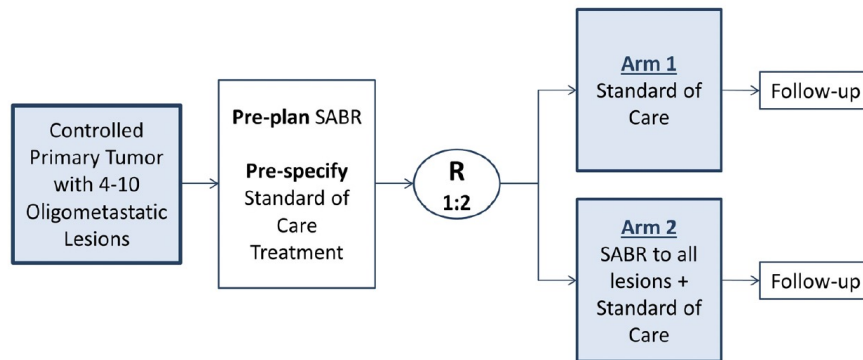 Controlled
Primary Tumor
with 4-10
Oligometastatic
Lesions
Pre-plan SABR
Pre-specify
Standard of
Care
Treatment
R
1:2
Arm 1
Standard of
Care
Follow-up
Arm 2
SABR to all
lesions +
Standard of
Care
Follow-up